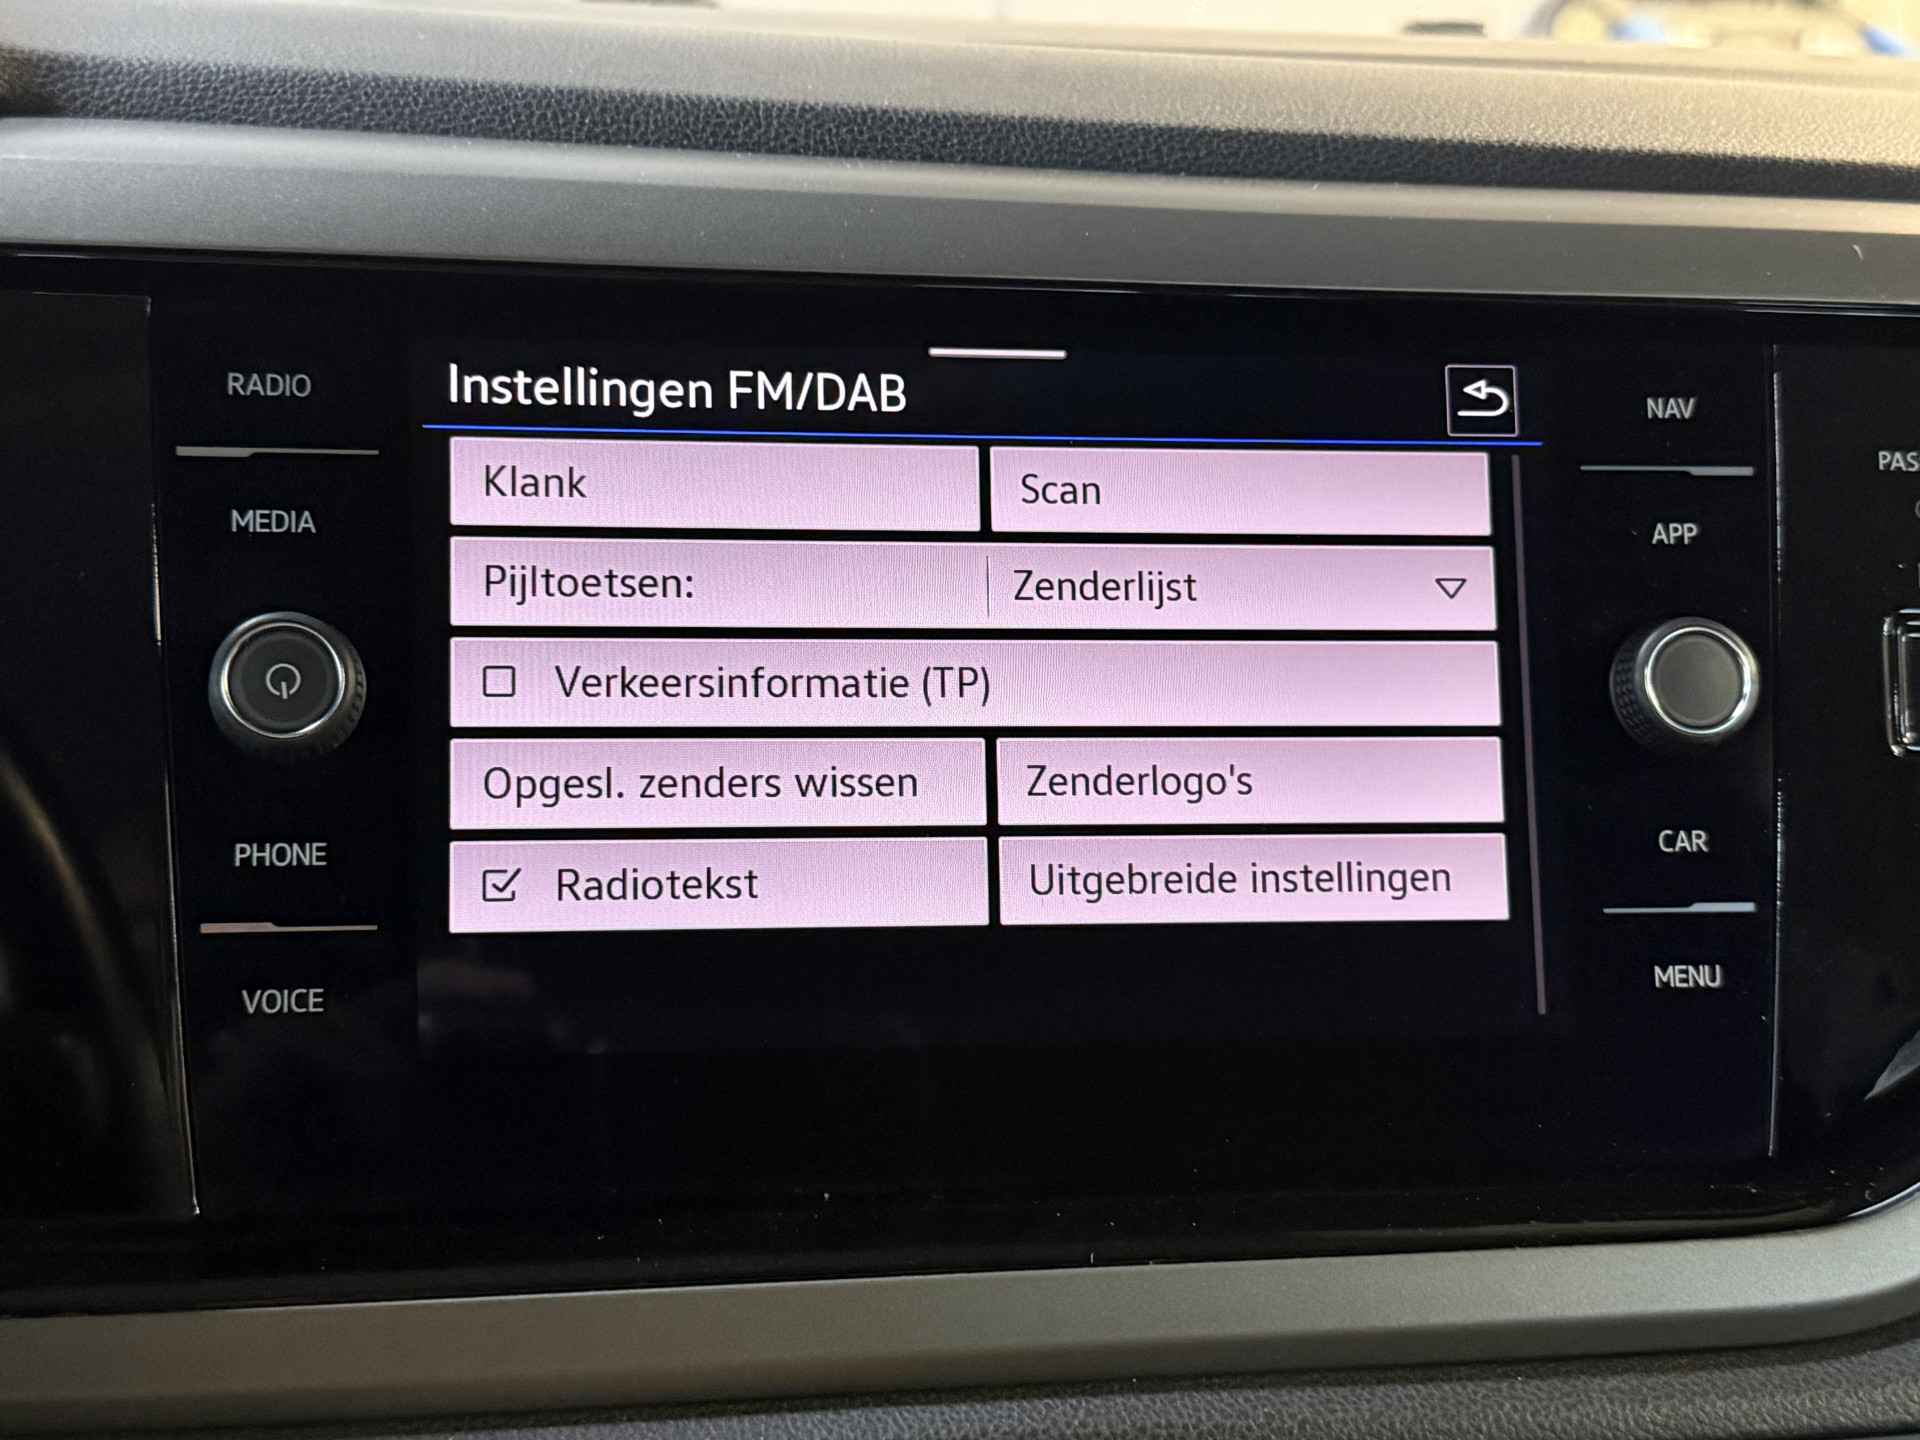 RADIO
MEDIA
PHONE
VOICE
Instellingen FM/DAB
Klank
Scan
Pijltoetsen:
Zenderlijst
Verkeersinformatie (TP)
Opgesl. zenders wissen
Zenderlogo's
Radiotekst
Uitgebreide instellingen
NAV
APP
CAR
MENU
PAS